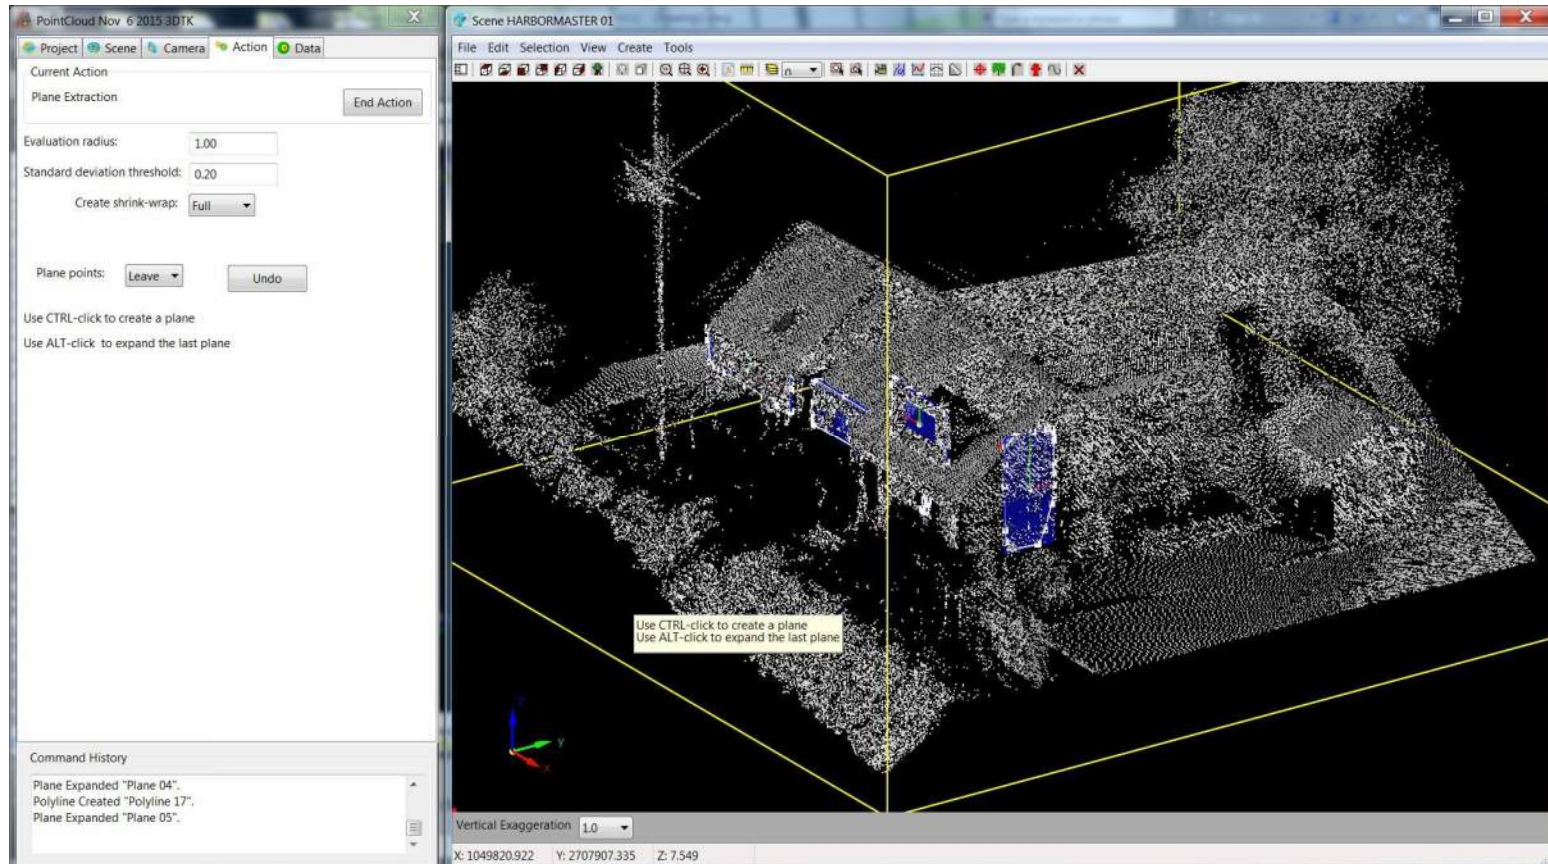 PointCloud Nov 6 2015 3DTK
Project Scene Camera Action Data
Current Action
Plane Extraction
End Action
Evaluation radius: 1.00
Standard deviation threshold: 0.20
Create shrink-wrap: Full
Plane points: Leave Undo
Use CTRL-click to create a plane
Use ALT-click to expand the last plane
Command History
Plane Expanded "Plane 04".
Polyline Created "Polyline 17".
Plane Expanded "Plane 05".
Scene HARBORMASTER 01
File Edit Selection View Create Tools
Use CTRL-click to create a plane
Use ALT-click to expand the last plane
Z
Y
X
Vertical Exaggeration 1.0
X: 1049820.922 Y: 2707907.335 Z: 7.549